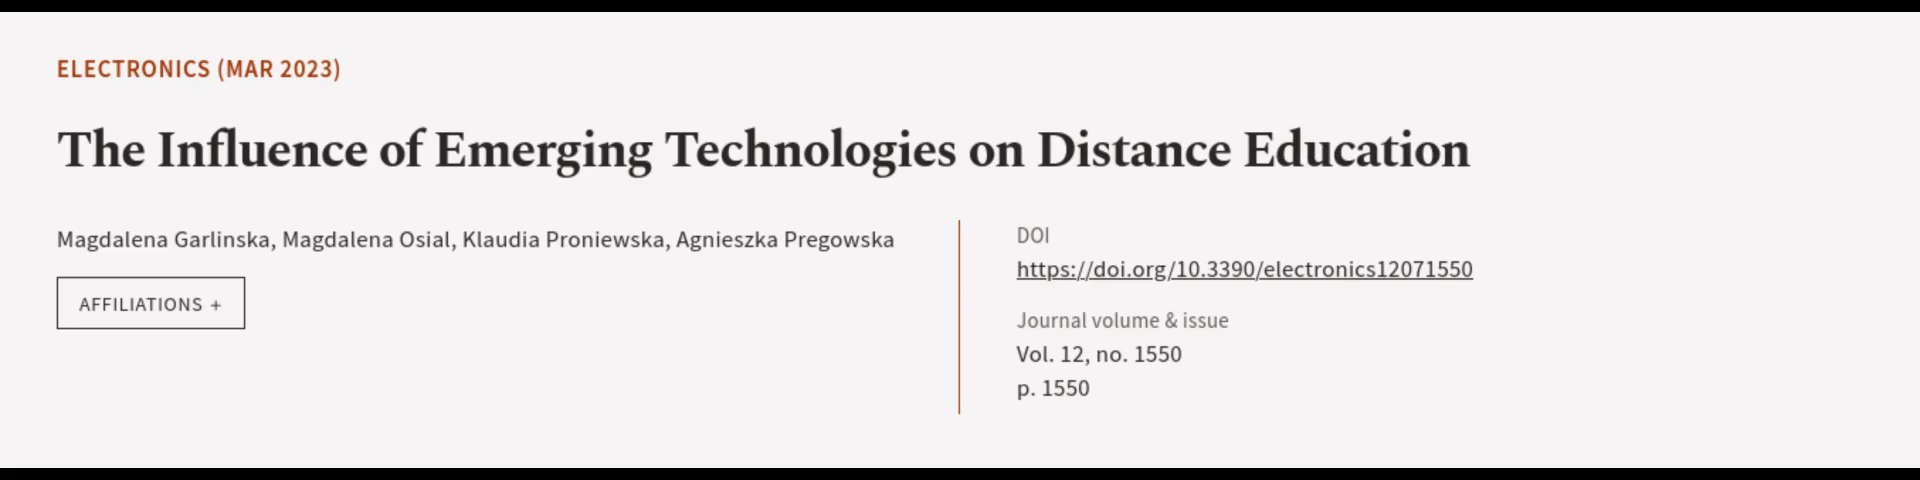 ELECTRONICS (MAR 2023)
The Influence of Emerging Technologies on Distance Education
Magdalena Garlinska, Magdalena Osial, Klaudia Proniewska, Agnieszka Pregowska
AFFILIATIONS +
DOI
https://doi.org/10.3390/electronics12071550
Journal volume & issue
Vol. 12, no. 1550
p. 1550